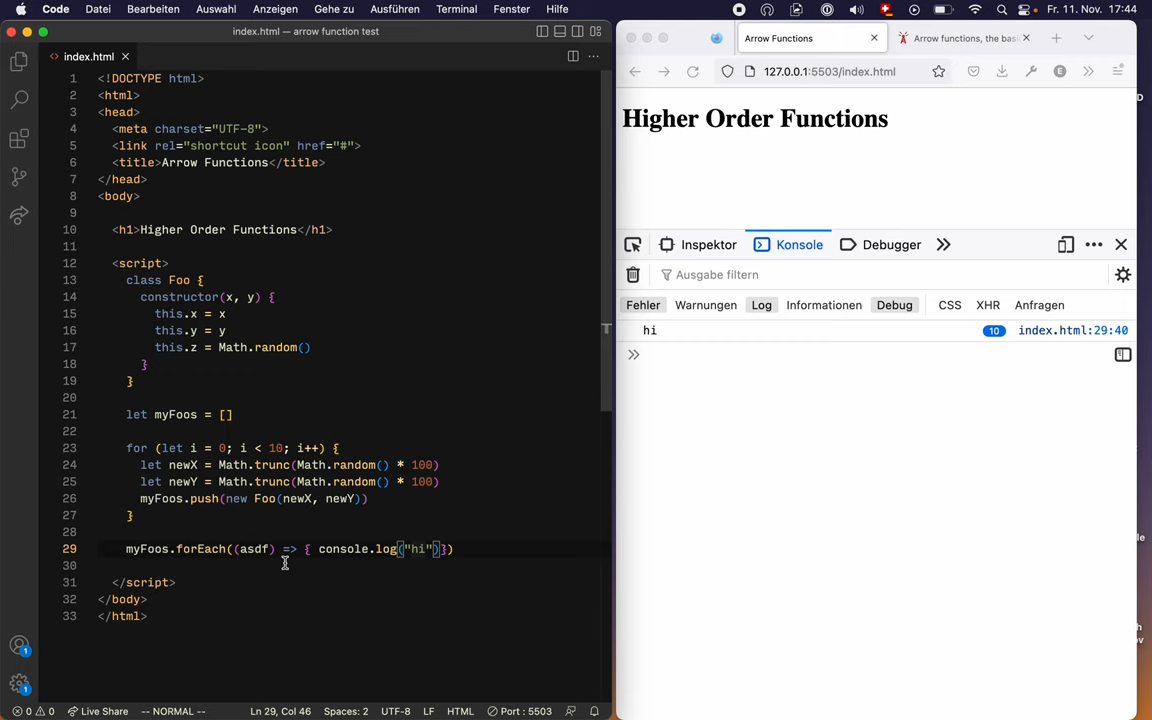 Code Datei Bearbeiten Auswahl Anzeigen Gehe zu Ausführen Terminal Fenster Hilfe Fr. 11. Nov. 17:44
index.html — arrow function test
<> index.html ×
1 <!DOCTYPE html>
2 <html>
3 <head>
4 <meta charset="UTF-8">
5 <link rel="shortcut icon" href="#">
6 <title>Arrow Functions</title>
7 </head>
8 <body>
9
10 <h1>Higher Order Functions</h1>
11
12 <script>
13 class Foo {
14 constructor(x, y) {
15 this.x = x
16 this.y = y
17 this.z = Math.random()
18 }
19 }
20
21 let myFoos = []
22
23 for (let i = 0; i < 10; i++) {
24 let newX = Math.trunc(Math.random() * 100)
25 let newY = Math.trunc(Math.random() * 100)
26 myFoos.push(new Foo(newX, newY))
27 }
28
29 myFoos.forEach((asdf) => { console.log("hi")})
30
31 </script>
32 </body>
33 </html>
1
1
0 0 Live Share -- NORMAL -- Ln 29, Col 46 Spaces: 2 UTF-8 LF HTML Port : 5503
Arrow Functions × Arrow functions, the bas ×
127.0.0.1:5503/index.html E
Higher Order Functions
Inspektor Konsole Debugger
Ausgabe filtern
Fehler Warnungen Log Informationen Debug CSS XHR Anfragen
hi 10 index.html:29:40
D
le
h
ov